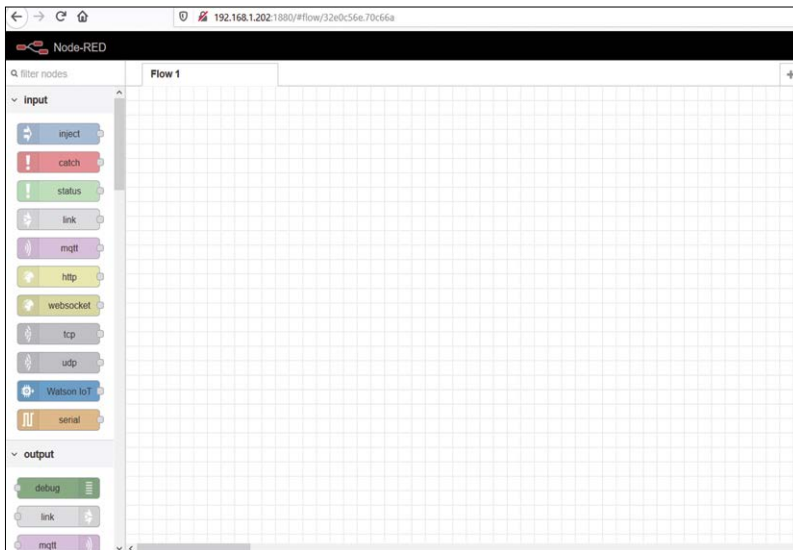 192.168.1.202:1880/#flow/32e0c56e.70c66a
Node-RED
filter nodes
Flow 1
input
inject
catch
status
link
mqtt
http
websocket
tcp
udp
Watson IoT
serial
output
debug
link
mqtt